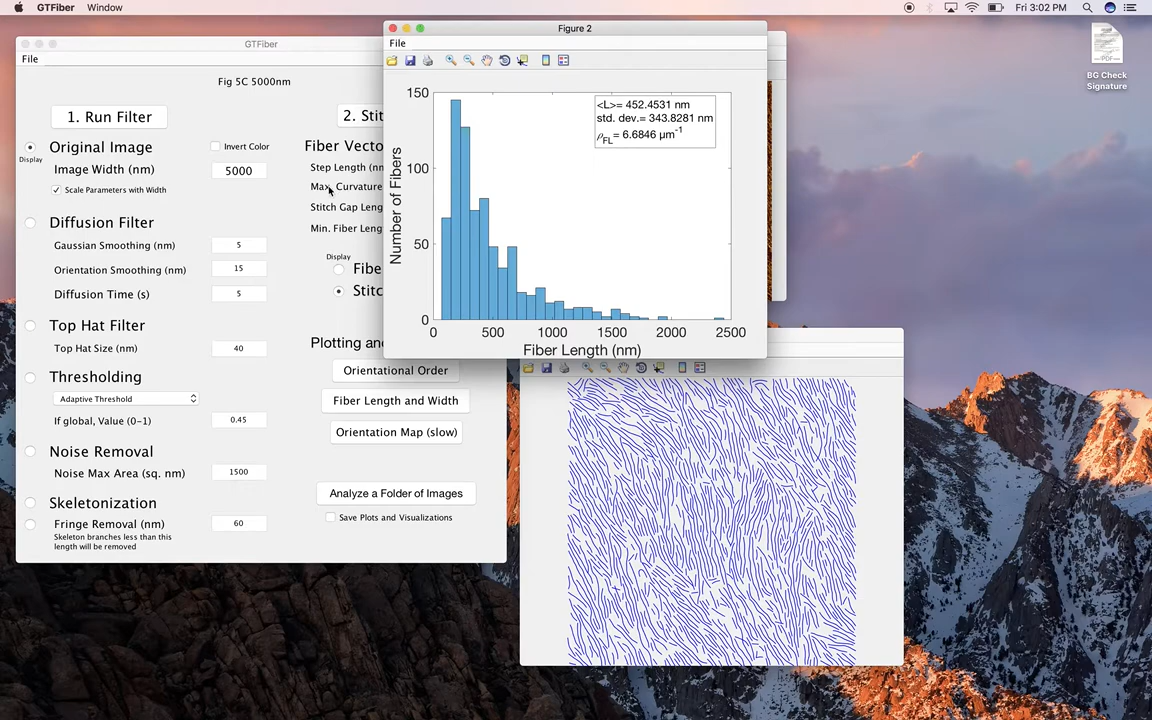 GTFiber Window
Fri 3:02 PM
GTFiber
File
Fig 5C 5000nm
1. Run Filter
Display
Original Image
Invert Color
Image Width (nm)
5000
Scale Parameters with Width
Diffusion Filter
Gaussian Smoothing (nm)
5
Orientation Smoothing (nm)
15
Diffusion Time (s)
5
Top Hat Filter
Top Hat Size (nm)
40
Thresholding
Adaptive Threshold
If global, Value (0-1)
0.45
Noise Removal
Noise Max Area (sq. nm)
1500
Skeletonization
Fringe Removal (nm)
60
Skeleton branches less than this
length will be removed
2. Stit
Fiber Vecto
Step Length (nm
Max. Curvature
Stitch Gap Leng
Min. Fiber Leng
Display
Fibe
Stitc
Plotting and
Orientational Order
Fiber Length and Width
Orientation Map (slow)
Analyze a Folder of Images
Save Plots and Visualizations
Figure 2
File
<L>= 452.4531 nm
std. dev.= 343.8281 nm
ρFL= 6.6846 µm-1
Number of Fibers
150
100
50
0
0 500 1000 1500 2000 2500
Fiber Length (nm)
BG Check
Signature